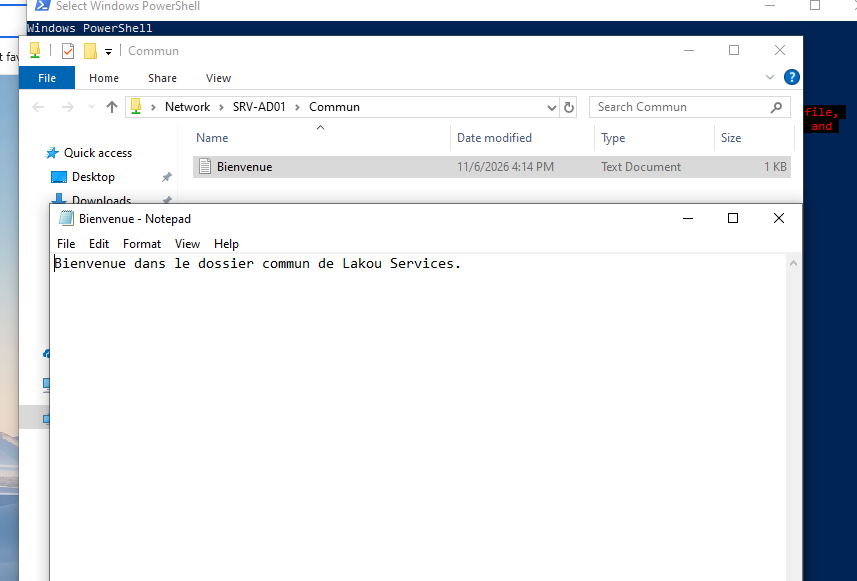 Select Windows PowerShell
Windows PowerShell
Commun
File Home Share View
Network SRV-AD01 Commun
Search Commun
file,
and
Name Date modified Type Size
Quick access
Bienvenue 11/6/2026 4:14 PM Text Document 1 KB
Desktop
Downloads
Bienvenue - Notepad
File Edit Format View Help
Bienvenue dans le dossier commun de Lakou Services.